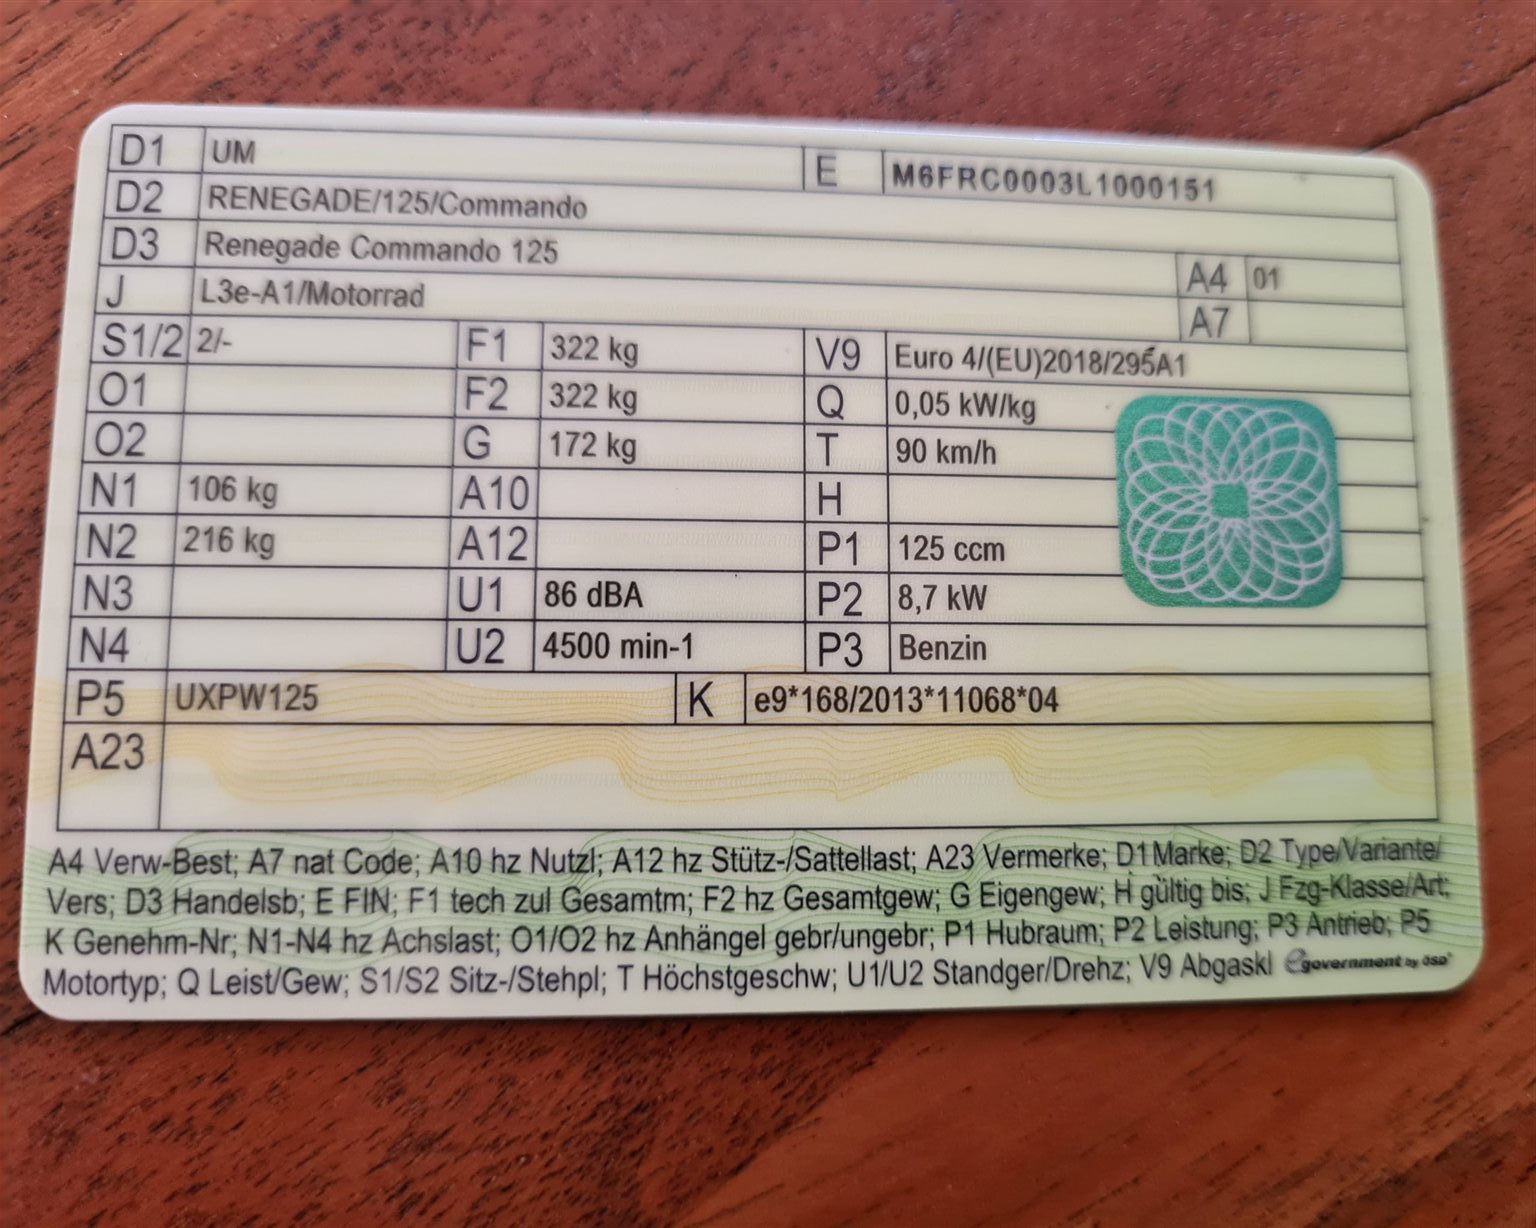 D1 UM E M6FRC0003L1000151
D2 RENEGADE/125/Commando
D3 Renegade Commando 125 A4 01
J L3e-A1/Motorrad A7
S1/2 2/- F1 322 kg V9 Euro 4/(EU)2018/295A1
O1 F2 322 kg Q 0,05 kW/kg
O2 G 172 kg T 90 km/h
N1 106 kg A10 H
N2 216 kg A12 P1 125 ccm
N3 U1 86 dBA P2 8,7 kW
N4 U2 4500 min-1 P3 Benzin
P5 UXPW125 K e9*168/2013*11068*04
A23
A4 Verw-Best; A7 nat Code; A10 hz Nutzl; A12 hz Stütz-/Sattellast; A23 Vermerke; D1 Marke; D2 Type/Variante/
Vers; D3 Handelsb; E FIN; F1 tech zul Gesamtm; F2 hz Gesamtgew; G Eigengew; H gültig bis; J Fzg-Klasse/Art;
K Genehm-Nr; N1-N4 hz Achslast; O1/O2 hz Anhängel gebr/ungebr; P1 Hubraum; P2 Leistung; P3 Antrieb; P5
Motortyp; Q Leist/Gew; S1/S2 Sitz-/Stehpl; T Höchstgeschw; U1/U2 Standger/Drehz; V9 Abgaskl egovernment by ÖSD